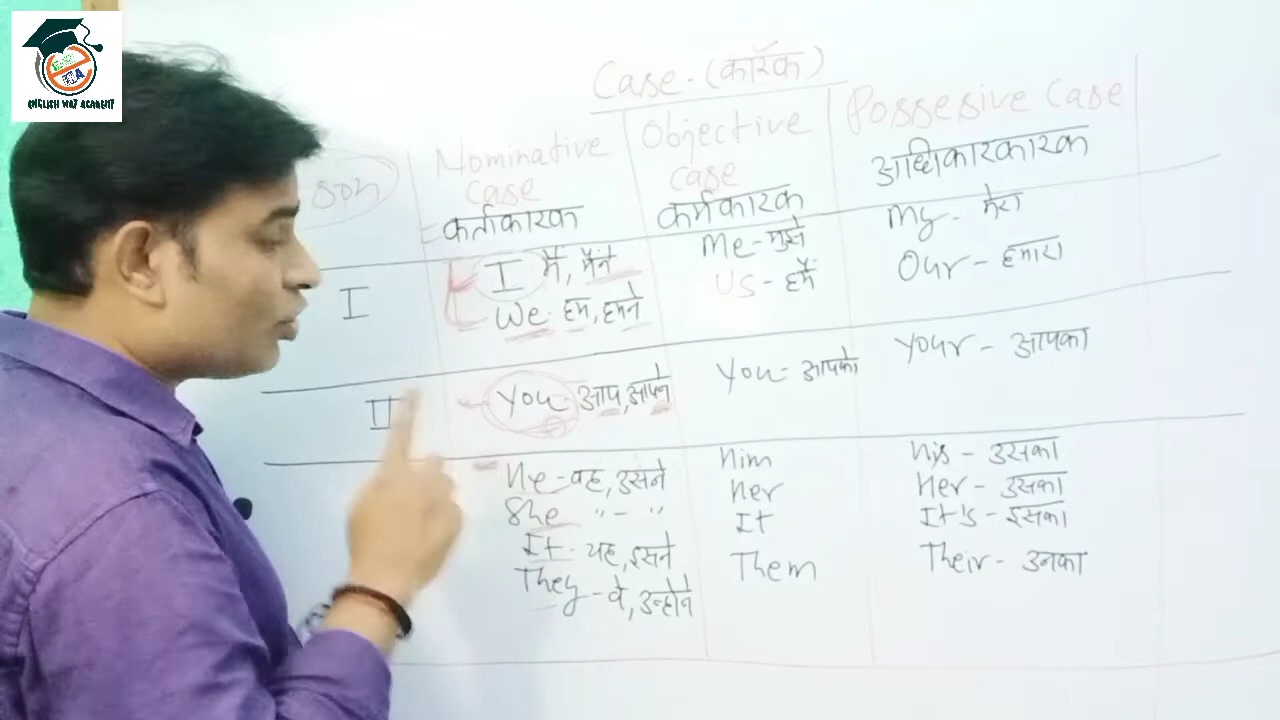 ENGLISH WAY ACADEMY
Case - (कॉरक)
son
Nominative
case
कर्ताकारक
Objective
case
कर्मकारक
Possesive Case
आधिकारकारक
I
I मैं, मैंने
We - हम, हमने
Me - मुझे
US - हमें
My - मेरा
Our - हमारा
II
You - आप, आपने
You - आपको
Your - आपका
He - वह, उसने
She " - "
It - यह, इसने
They - वे, उन्होने
him
her
It
Them
his - उसका
her - उसका
It's - इसका
Their - उनका